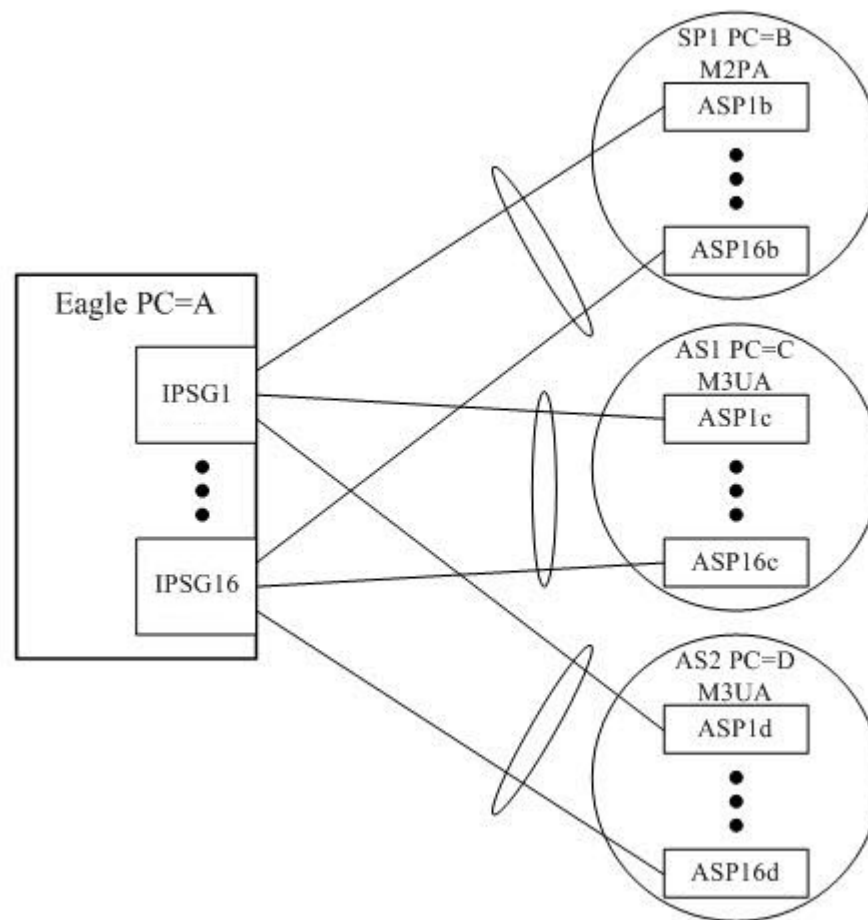 SP1 PC=B
M2PA
ASP1b
ASP16b
Eagle PC=A
IPSG1
IPSG16
AS1 PC=C
M3UA
ASP1c
ASP16c
AS2 PC=D
M3UA
ASP1d
ASP16d